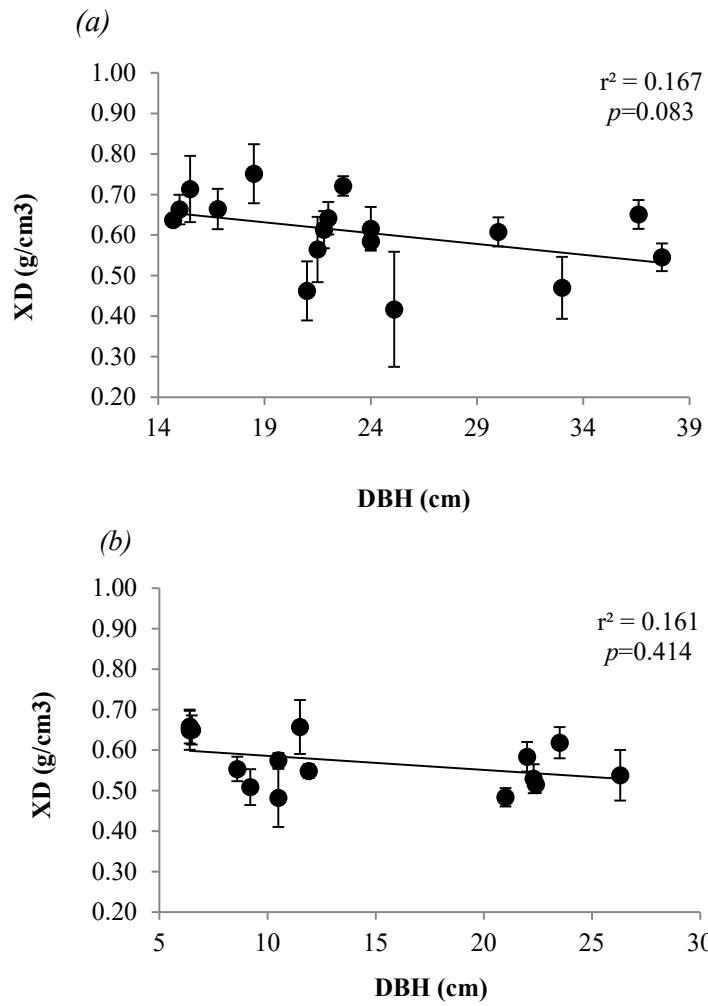 (a)
r² = 0.167
p=0.083
1.00
0.90
0.80
0.70
0.60
0.50
0.40
0.30
0.20
XD (g/cm3)
14 19 24 29 34 39
DBH (cm)
(b)
r² = 0.161
p=0.414
1.00
0.90
0.80
0.70
0.60
0.50
0.40
0.30
0.20
XD (g/cm3)
5 10 15 20 25 30
DBH (cm)